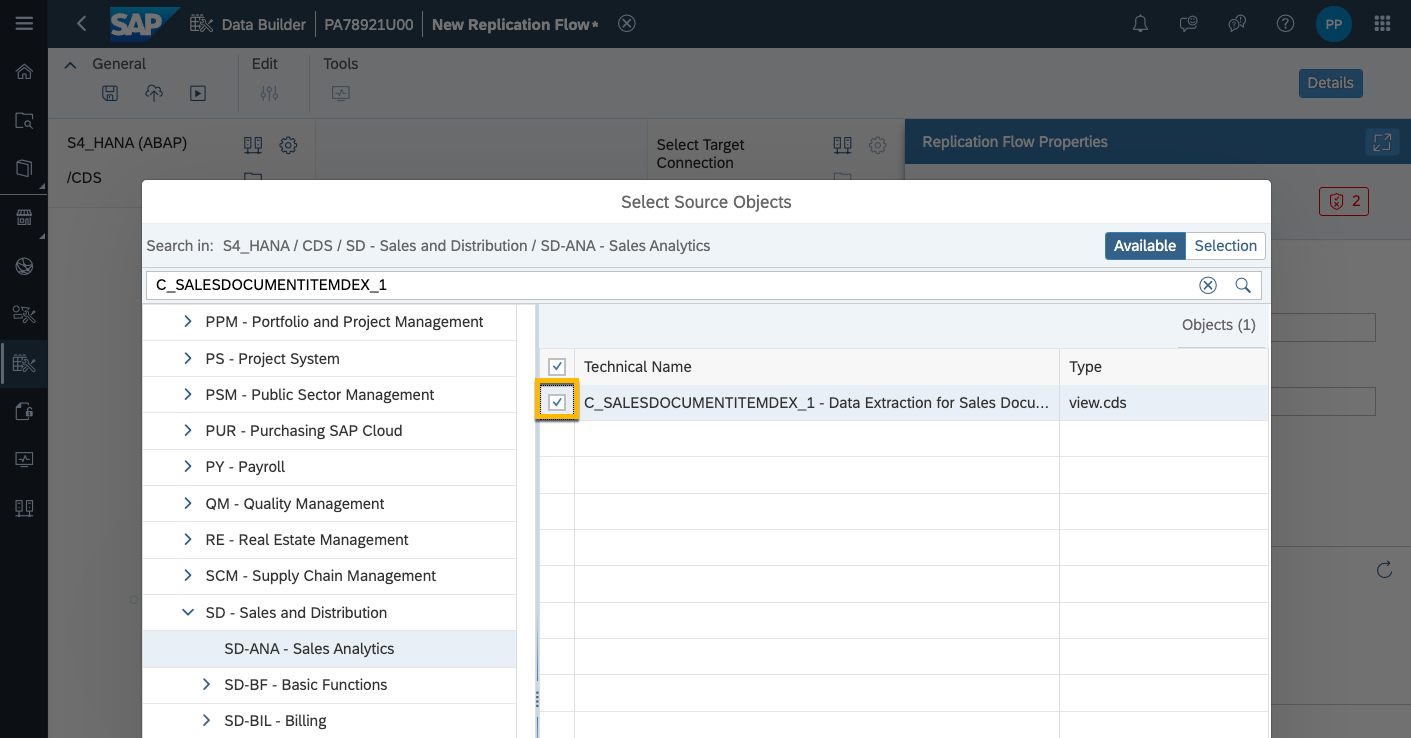 SAP Data Builder PA78921U00 New Replication Flow* PP
General Edit Tools
Details
S4_HANA (ABAP)
/CDS
Select Target
Connection
Replication Flow Properties
2
Select Source Objects
Search in: S4_HANA / CDS / SD - Sales and Distribution / SD-ANA - Sales Analytics
Available Selection
C_SALESDOCUMENTITEMDEX_1
PPM - Portfolio and Project Management
PS - Project System
PSM - Public Sector Management
PUR - Purchasing SAP Cloud
PY - Payroll
QM - Quality Management
RE - Real Estate Management
SCM - Supply Chain Management
SD - Sales and Distribution
SD-ANA - Sales Analytics
SD-BF - Basic Functions
SD-BIL - Billing
Objects (1)
Technical Name Type
C_SALESDOCUMENTITEMDEX_1 - Data Extraction for Sales Docu... view.cds